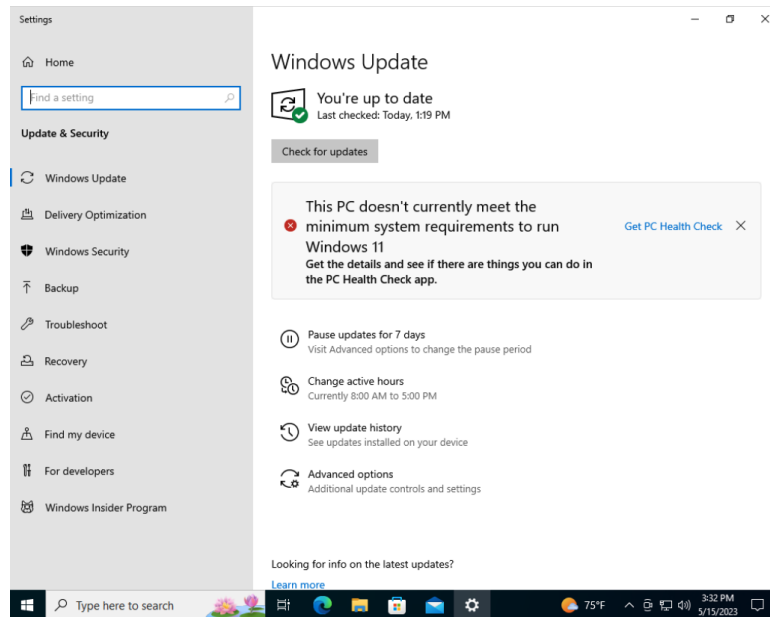 Settings
Home
Find a setting
Update & Security
Windows Update
Delivery Optimization
Windows Security
Backup
Troubleshoot
Recovery
Activation
Find my device
For developers
Windows Insider Program
Windows Update
You're up to date
Last checked: Today, 1:19 PM
Check for updates
This PC doesn't currently meet the
minimum system requirements to run
Windows 11
Get the details and see if there are things you can do in
the PC Health Check app.
Get PC Health Check
Pause updates for 7 days
Visit Advanced options to change the pause period
Change active hours
Currently 8:00 AM to 5:00 PM
View update history
See updates installed on your device
Advanced options
Additional update controls and settings
Looking for info on the latest updates?
Learn more
Type here to search
75°F
3:32 PM
5/15/2023